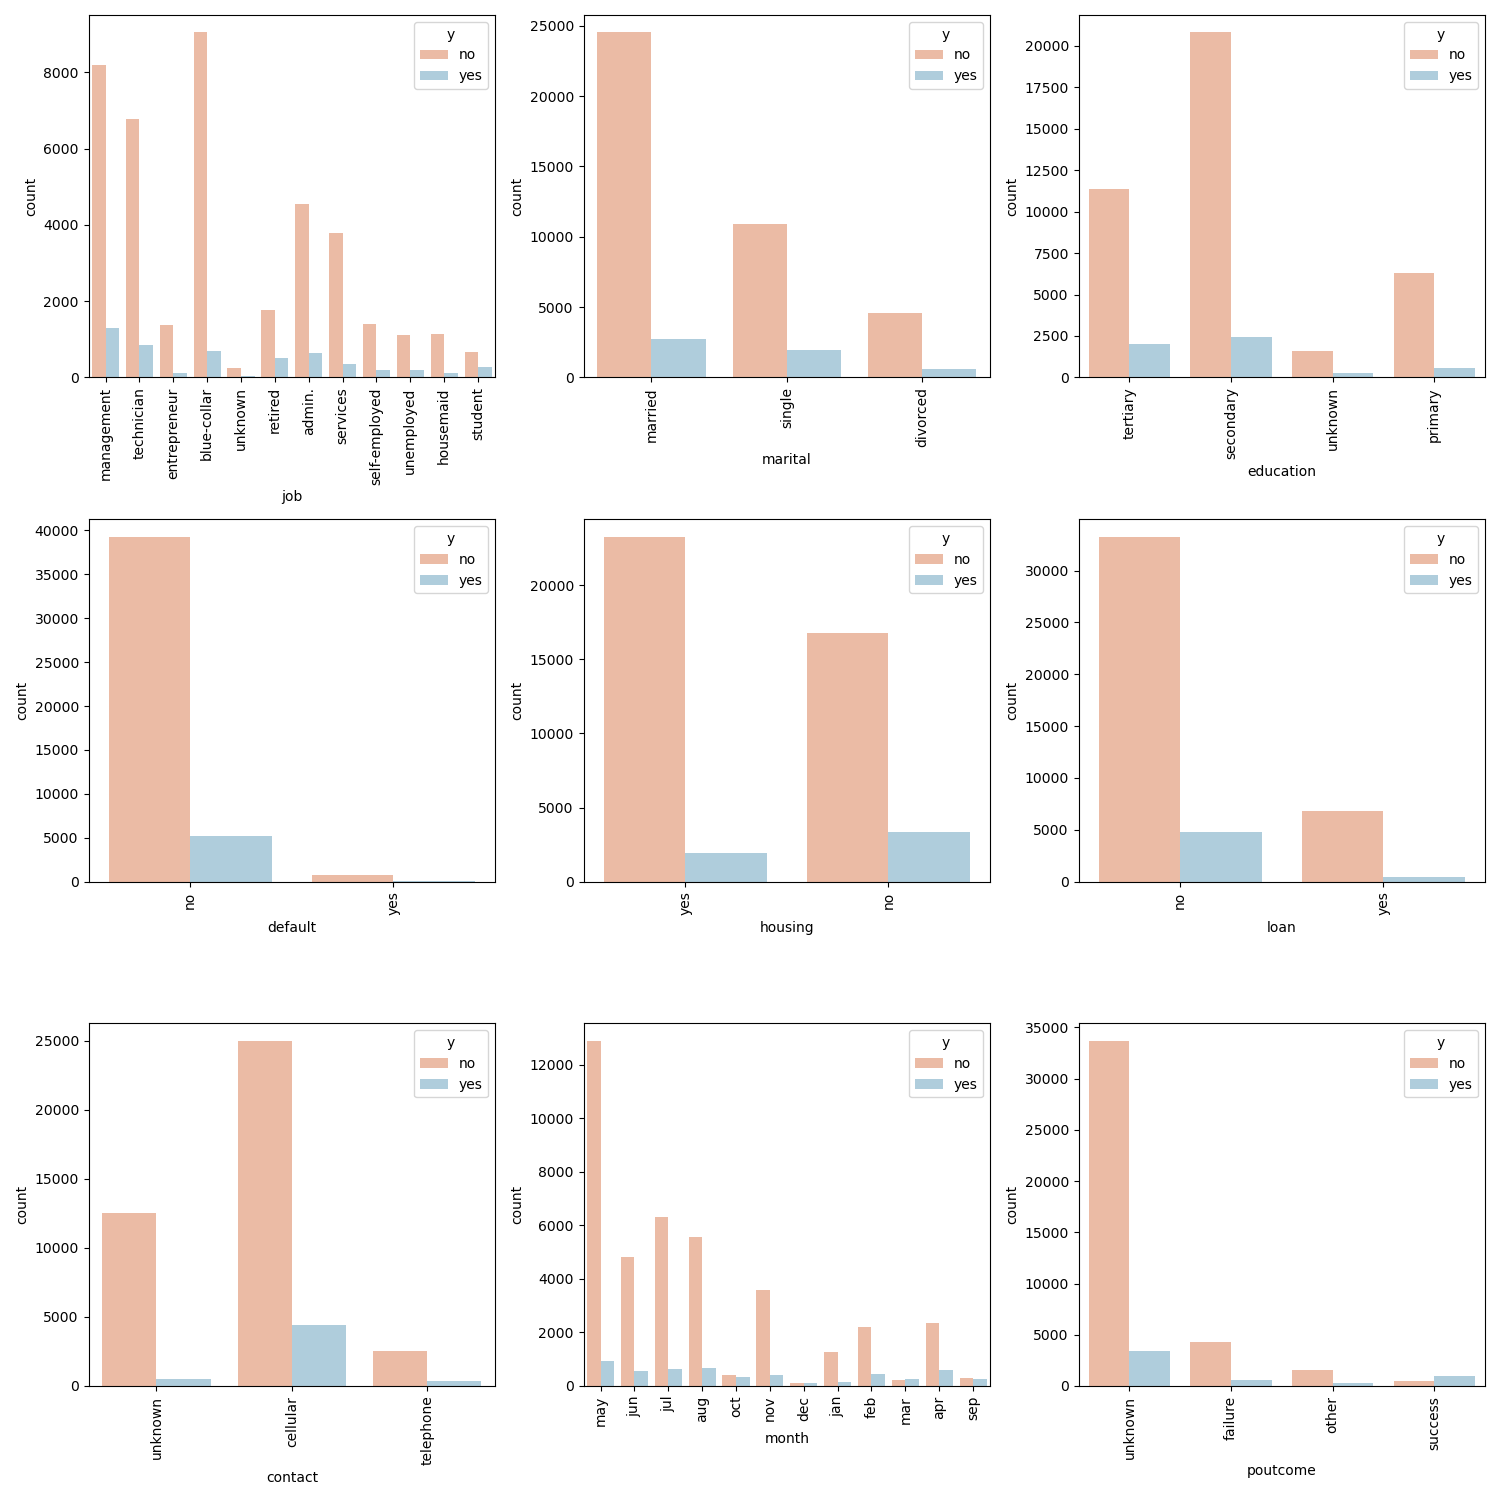 y
no
yes
8000
6000
4000
2000
0
count
management
technician
entrepreneur
blue-collar
unknown
retired
admin.
services
self-employed
unemployed
housemaid
student
job
y
no
yes
25000
20000
15000
10000
5000
0
count
married
single
divorced
marital
y
no
yes
20000
17500
15000
12500
10000
7500
5000
2500
0
count
tertiary
secondary
unknown
primary
education
y
no
yes
40000
35000
30000
25000
20000
15000
10000
5000
0
count
no
yes
default
y
no
yes
20000
15000
10000
5000
0
count
yes
no
housing
y
no
yes
30000
25000
20000
15000
10000
5000
0
count
no
yes
loan
y
no
yes
25000
20000
15000
10000
5000
0
count
unknown
cellular
telephone
contact
y
no
yes
12000
10000
8000
6000
4000
2000
0
count
may
jun
jul
aug
oct
nov
dec
jan
feb
mar
apr
sep
month
y
no
yes
35000
30000
25000
20000
15000
10000
5000
0
count
unknown
failure
other
success
poutcome